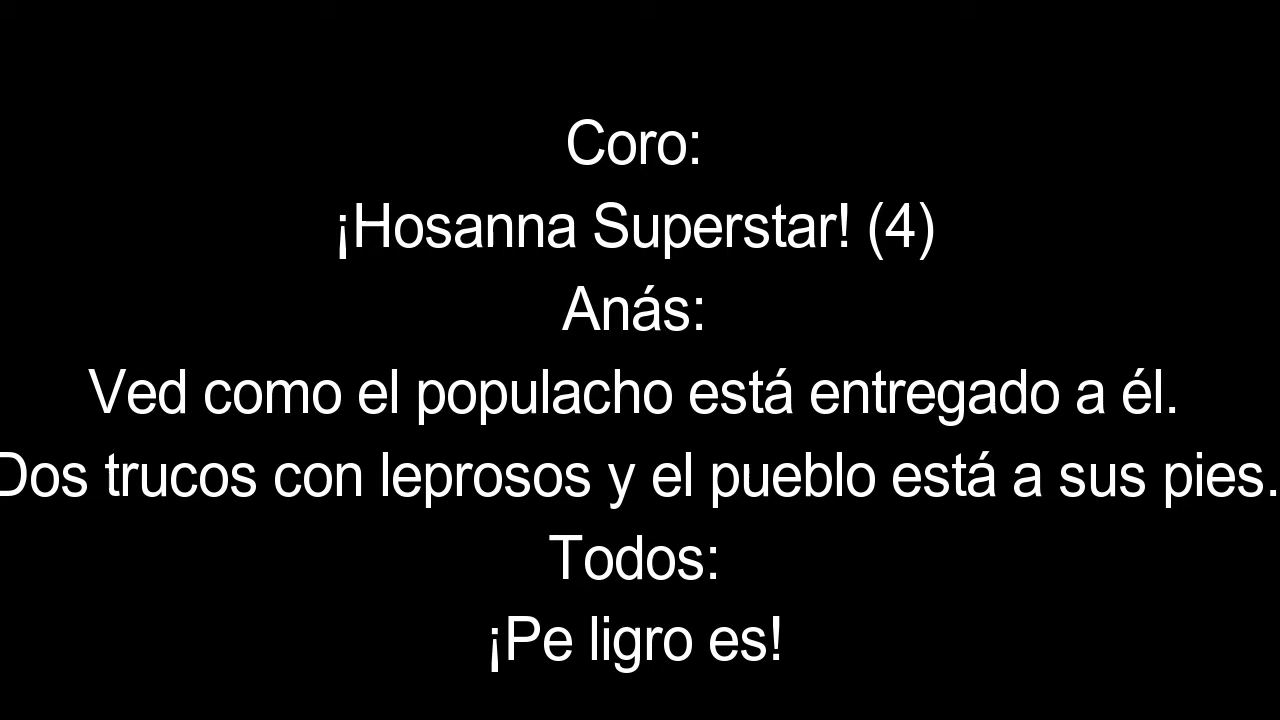 Coro:
¡Hosanna Superstar! (4)
Anás:
Ved como el populacho está entregado a él.
Dos trucos con leprosos y el pueblo está a sus pies.
Todos:
¡Pe ligro es!